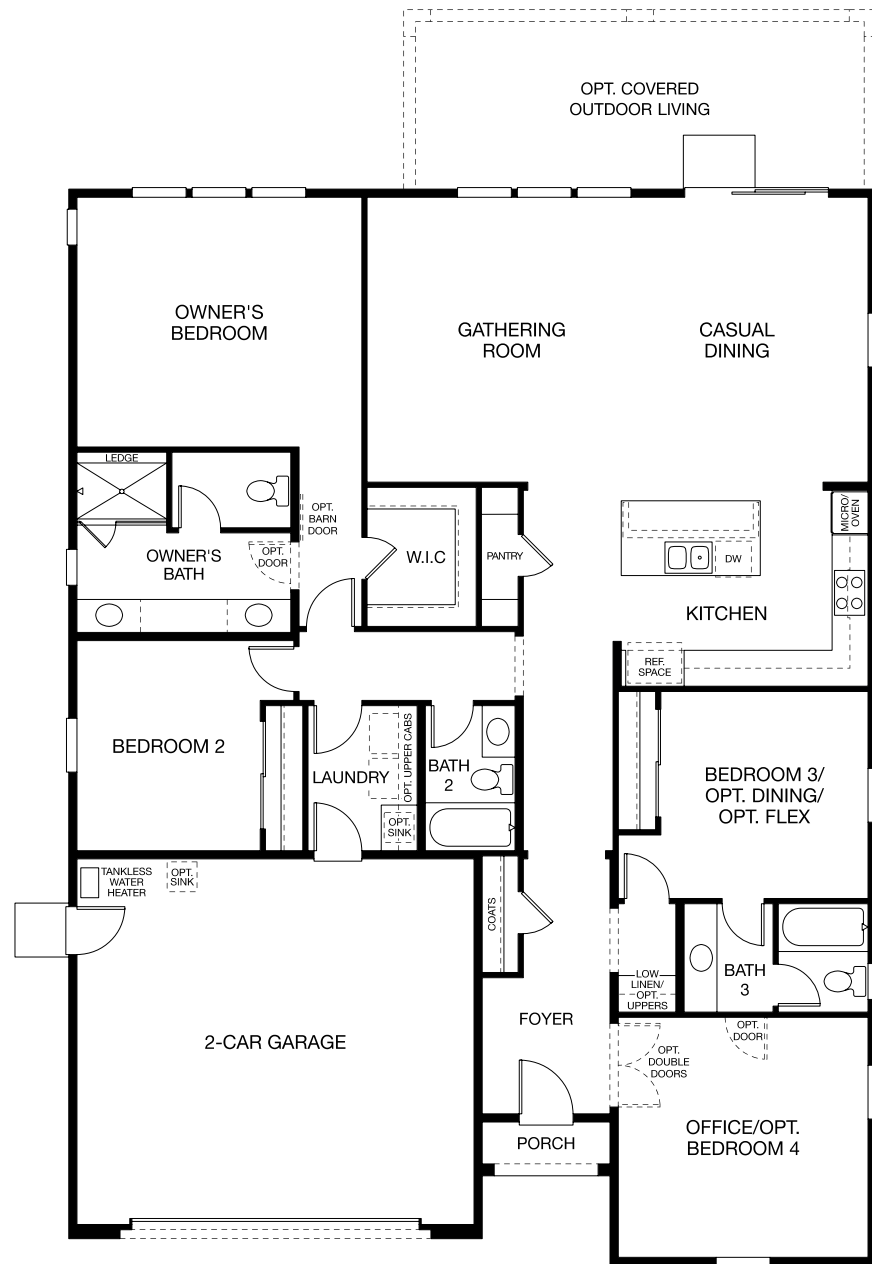 OPT. COVERED
OUTDOOR LIVING
OWNER'S
BEDROOM
GATHERING
ROOM
CASUAL
DINING
LEDGE
OPT.
BARN
DOOR
OWNER'S
BATH
OPT.
DOOR
W.I.C
PANTRY
MICRO/
OVEN
DW
KITCHEN
REF.
SPACE
BEDROOM 2
LAUNDRY
OPT. UPPER CABS
OPT.
SINK
BATH
2
BEDROOM 3/
OPT. DINING/
OPT. FLEX
TANKLESS
WATER
HEATER
OPT.
SINK
COATS
LOW
LINEN/
OPT.
UPPERS
BATH
3
2-CAR GARAGE
FOYER
OPT.
DOUBLE
DOORS
OPT.
DOOR
PORCH
OFFICE/OPT.
BEDROOM 4